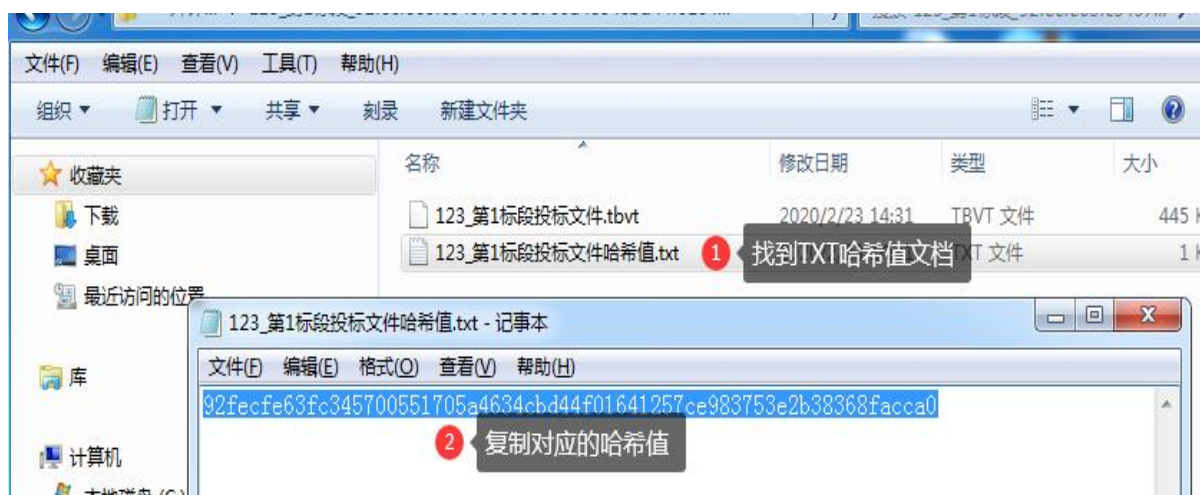 文件(F) 编辑(E) 查看(V) 工具(T) 帮助(H)
组织 打开 共享 刻录 新建文件夹
名称 修改日期 类型 大小
收藏夹
下载
桌面
最近访问的位置
库
计算机
123_第1标段投标文件.tbvt 2020/2/23 14:31 TBVT 文件 445
123_第1标段投标文件哈希值.txt 1 找到TXT哈希值文档 TXT 文件 1
123_第1标段投标文件哈希值.txt - 记事本
文件(F) 编辑(E) 格式(O) 查看(V) 帮助(H)
92fecfe63fc345700551705a4634cbd44f01641257ce983753e2b38368facca0
2 复制对应的哈希值